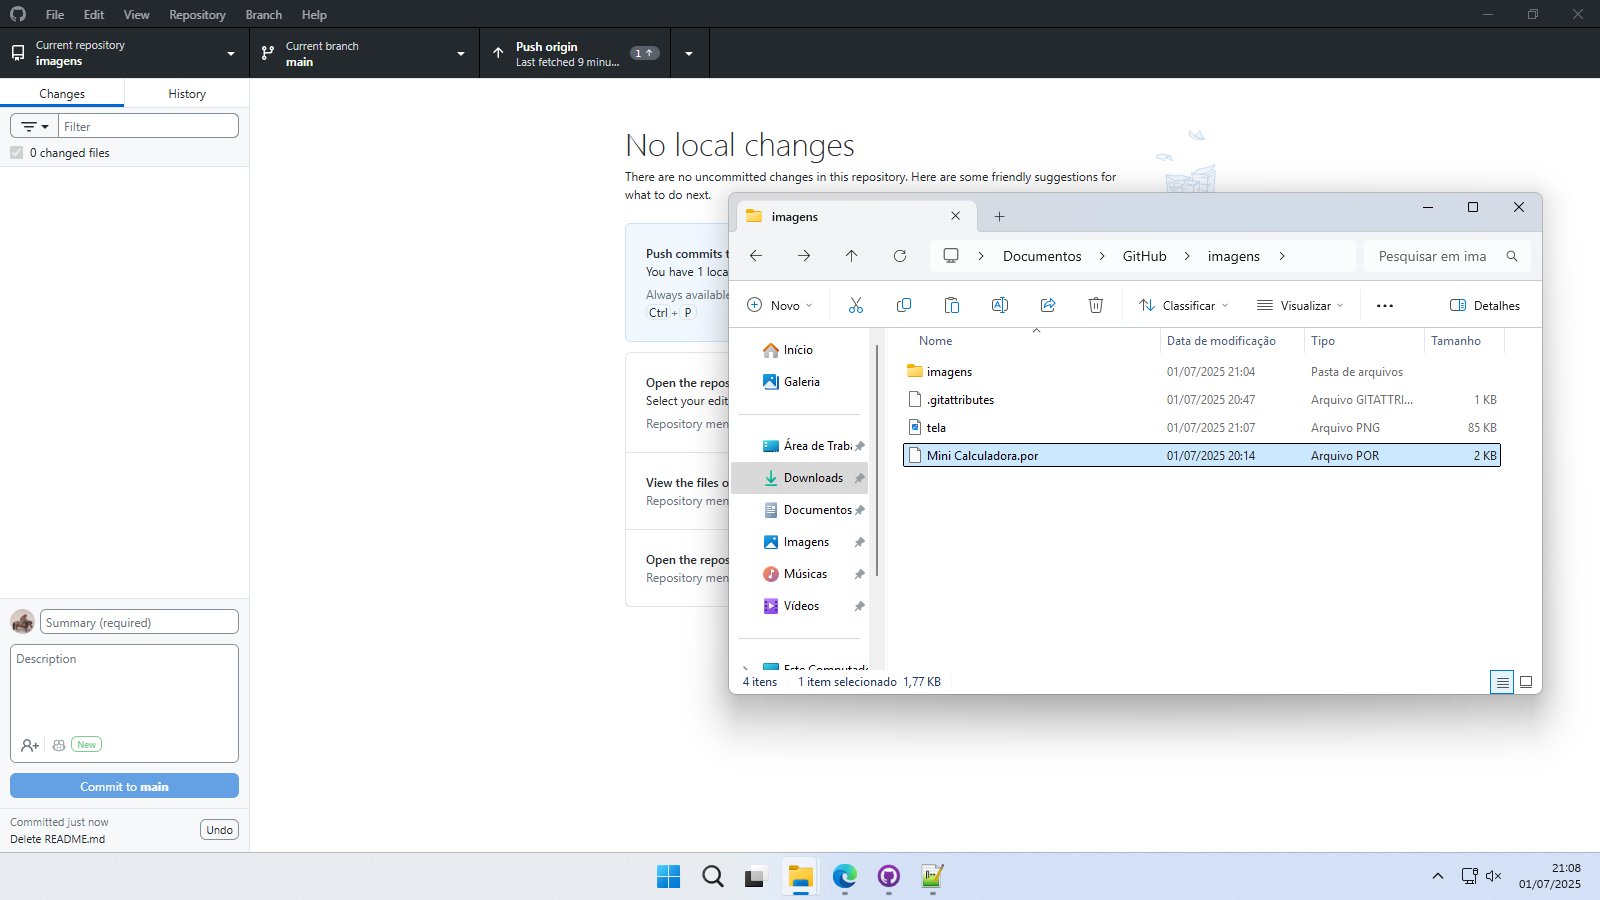 File Edit View Repository Branch Help
Current repository
imagens
Current branch
main
Push origin
Last fetched 9 minu...
1
Changes History
Filter
0 changed files
No local changes
There are no uncommitted changes in this repository. Here are some friendly suggestions for
what to do next.
Push commits t
You have 1 loca
Always available
Ctrl + P
Open the repos
Select your edit
Repository men
View the files o
Repository men
Open the repos
Repository men
Summary (required)
Description
New
Commit to main
Committed just now
Delete README.md
Undo
imagens
Documentos GitHub imagens
Pesquisar em ima
Novo Classificar Visualizar Detalhes
Início
Galeria
Área de Traba
Downloads
Documentos
Imagens
Músicas
Vídeos
Este Computado
Nome Data de modificação Tipo Tamanho
imagens 01/07/2025 21:04 Pasta de arquivos
.gitattributes 01/07/2025 20:47 Arquivo GITATTRI... 1 KB
tela 01/07/2025 21:07 Arquivo PNG 85 KB
Mini Calculadora.por 01/07/2025 20:14 Arquivo POR 2 KB
4 itens 1 item selecionado 1,77 KB
21:08
01/07/2025